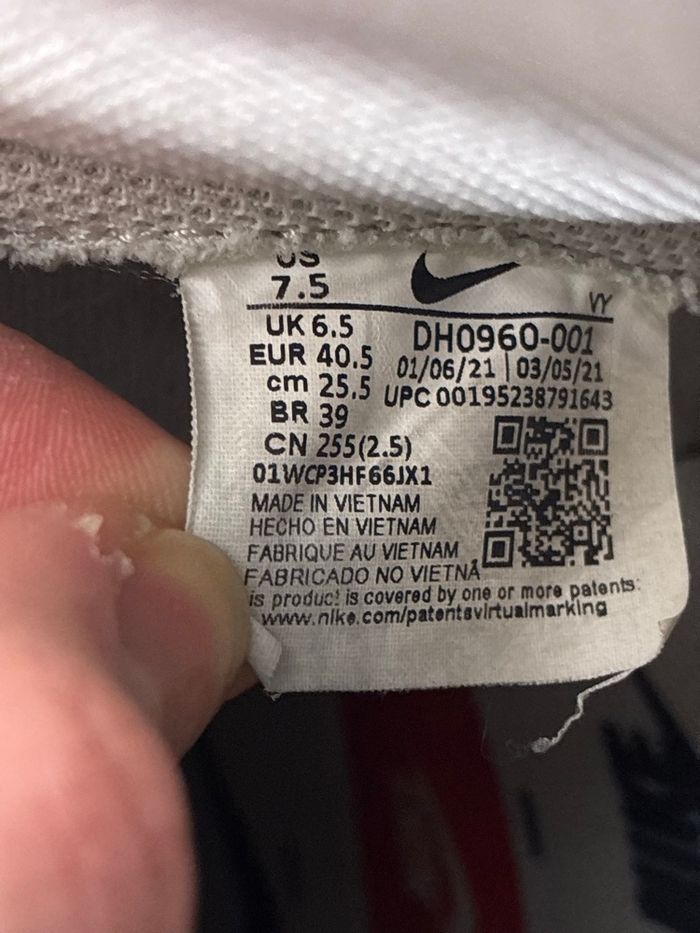 US
7.5
VY
UK 6.5
EUR 40.5
cm 25.5
BR 39
CN 255(2.5)
DH0960-001
01/06/21 | 03/05/21
UPC 00195238791643
01WCP3HF66JX1
MADE IN VIETNAM
HECHO EN VIETNAM
FABRIQUE AU VIETNAM
FABRICADO NO VIETNÃ
is product is covered by one or more patents:
www.nike.com/patentsvirtualmarking